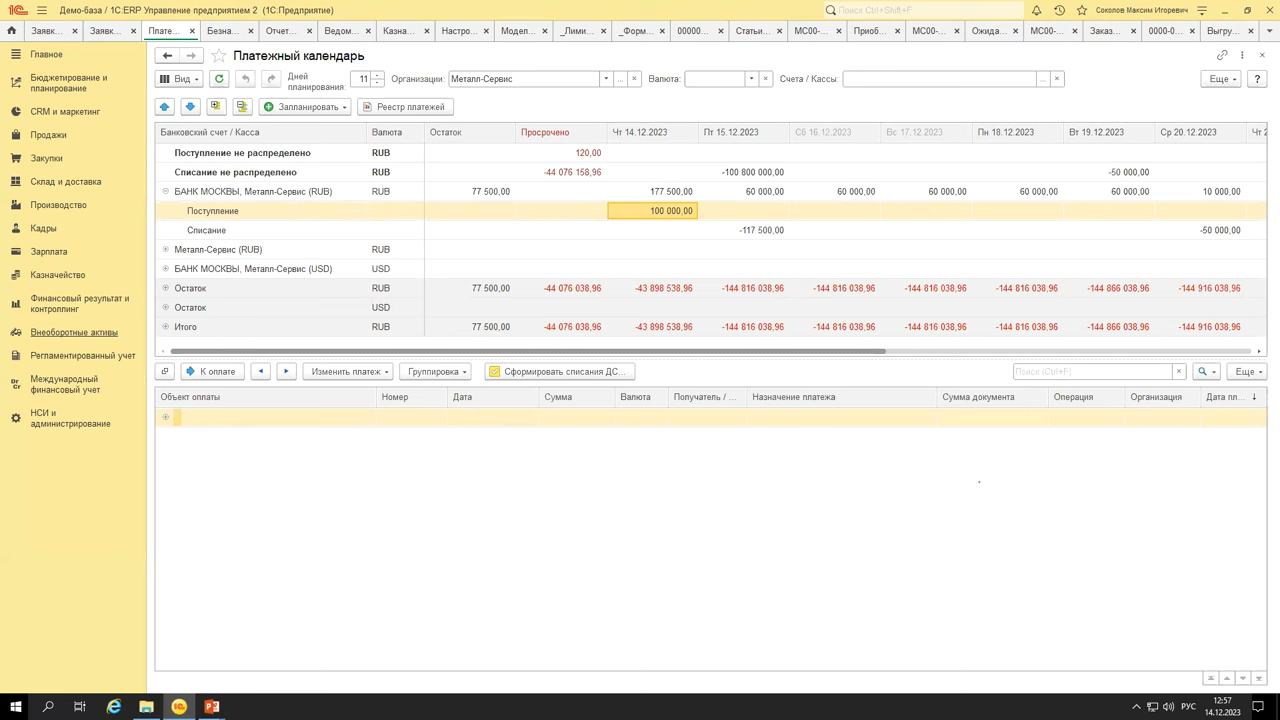 Демо-база / 1С:ERP Управление предприятием 2 (1С:Предприятие)
Поиск Ctrl+Shift+F
Соколов Максим Игоревич
Заявк... Заявк... Плате... Безна... Отчет... Ведом... Казна... Настро... Модел... _Лими... _Форм... 00000... Статьи... МС00-... Приоб... МС00-... Ожида... МС00-... Заказ... 0000-0... Выгру...
Главное
Бюджетирование и планирование
CRM и маркетинг
Продажи
Закупки
Склад и доставка
Производство
Кадры
Зарплата
Казначейство
Финансовый результат и контроллинг
Внеоборотные активы
Регламентированный учет
Международный финансовый учет
НСИ и администрирование
Платежный календарь
Вид Дней планирования: 11 Организации: Металл-Сервис Валюта: Счета / Кассы: Еще ?
Запланировать Реестр платежей
Банковский счет / Касса Валюта Остаток Просрочено Чт 14.12.2023 Пт 15.12.2023 Сб 16.12.2023 Вс 17.12.2023 Пн 18.12.2023 Вт 19.12.2023 Ср 20.12.2023 Чт 2
Поступление не распределено RUB 120,00
Списание не распределено RUB -44 076 158,96 -100 800 000,00 -50 000,00
БАНК МОСКВЫ, Металл-Сервис (RUB) RUB 77 500,00 177 500,00 60 000,00 60 000,00 60 000,00 60 000,00 60 000,00 10 000,00
Поступление 100 000,00
Списание -117 500,00 -50 000,00
Металл-Сервис (RUB) RUB
БАНК МОСКВЫ, Металл-Сервис (USD) USD
Остаток RUB 77 500,00 -44 076 038,96 -43 898 538,96 -144 816 038,96 -144 816 038,96 -144 816 038,96 -144 816 038,96 -144 866 038,96 -144 916 038,96
Остаток USD
Итого RUB 77 500,00 -44 076 038,96 -43 898 538,96 -144 816 038,96 -144 816 038,96 -144 816 038,96 -144 816 038,96 -144 866 038,96 -144 916 038,96
К оплате Изменить платеж Группировка Сформировать списания ДС... Поиск (Ctrl+F) Еще
Объект оплаты Номер Дата Сумма Валюта Получатель / ... Назначение платежа Сумма документа Операция Организация Дата пл...
РУС
12:57
14.12.2023